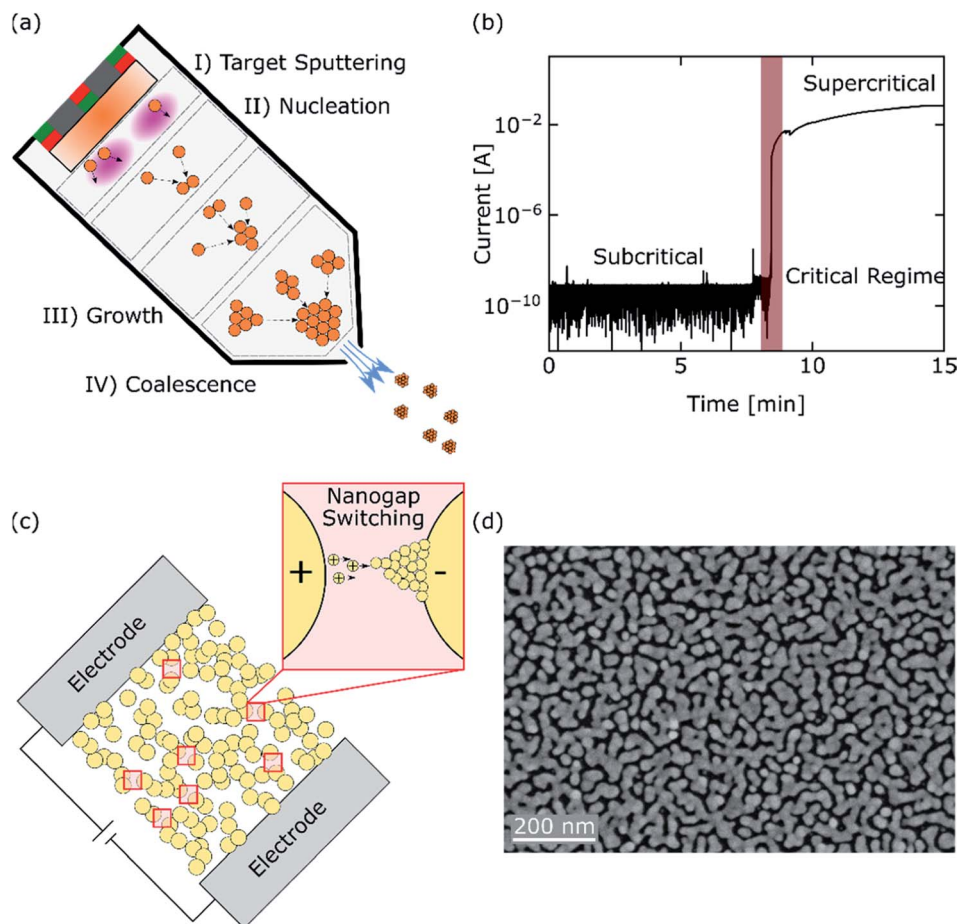 (a)
I) Target Sputtering
II) Nucleation
III) Growth
IV) Coalescence
(b)
Current [A]
10⁻²
10⁻⁶
10⁻¹⁰
Supercritical
Subcritical
Critical Regime
0
5
10
15
Time [min]
(c)
Nanogap
Switching
+
-
+
+
+
Electrode
Electrode
(d)
200 nm